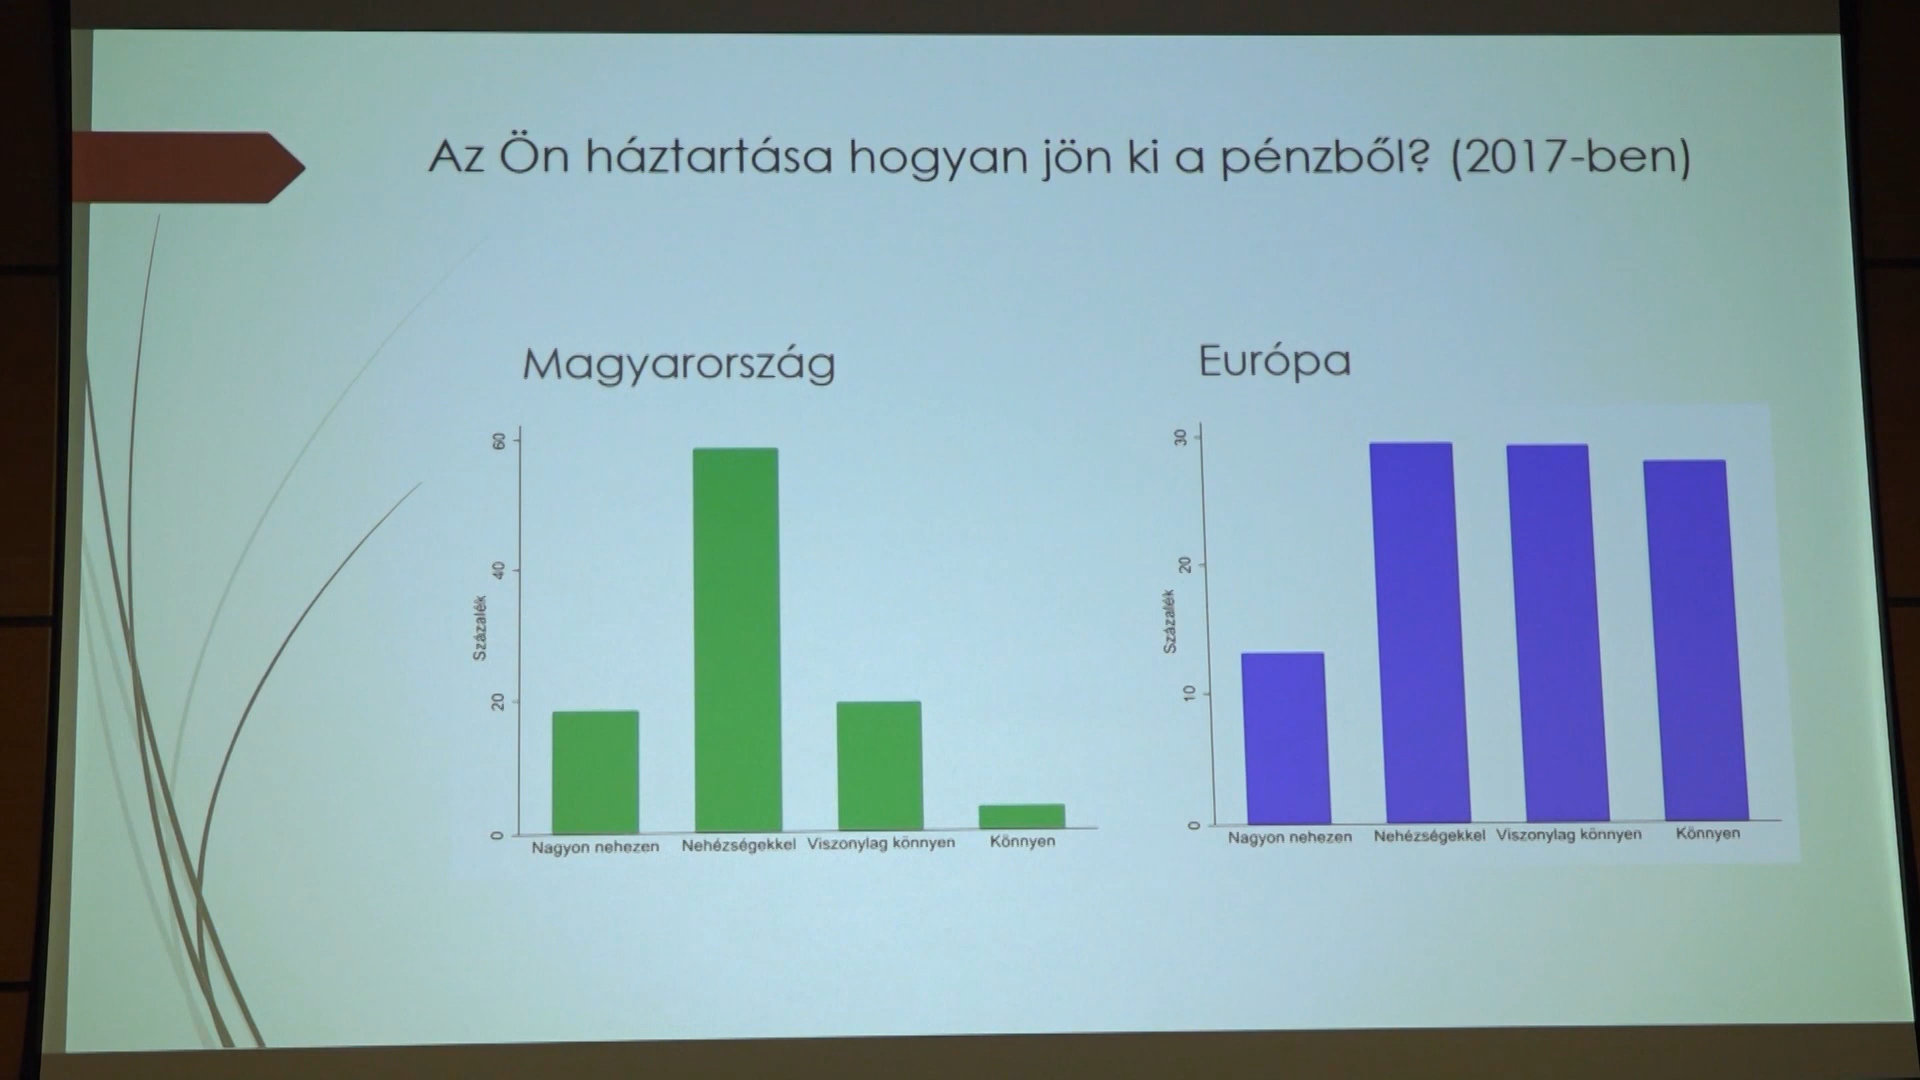 Az Ön háztartása hogyan jön ki a pénzből? (2017-ben)
Magyarország
60
40
20
0
Százalék
Nagyon nehezen Nehézségekkel Viszonylag könnyen Könnyen
Európa
30
20
10
0
Százalék
Nagyon nehezen Nehézségekkel Viszonylag könnyen Könnyen